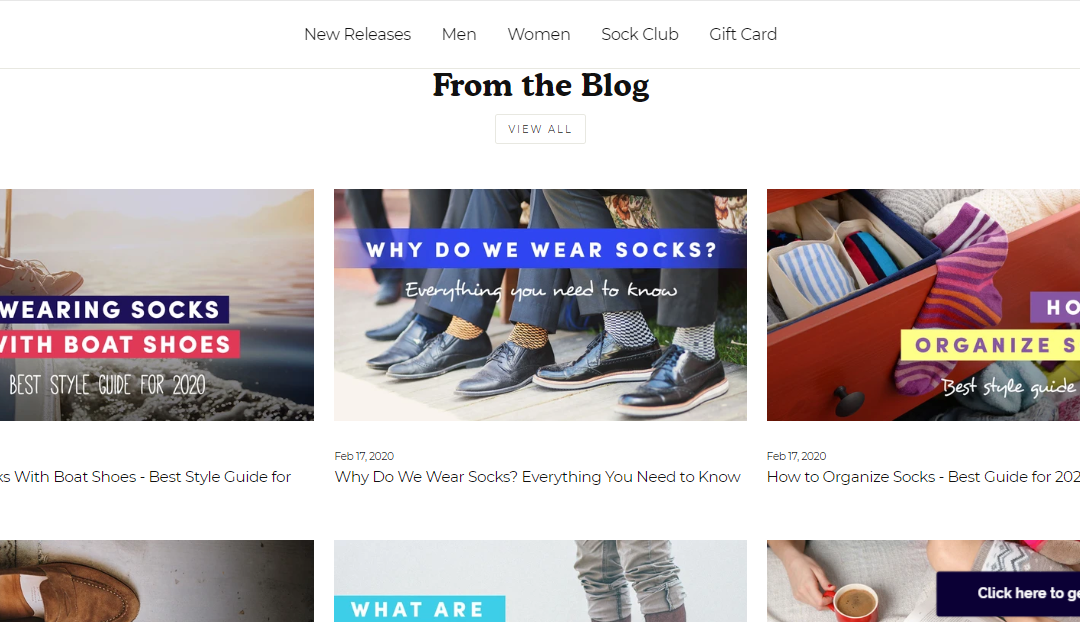 New Releases Men Women Sock Club Gift Card
From the Blog
VIEW ALL
WEARING SOCKS
WITH BOAT SHOES
BEST STYLE GUIDE FOR 2020
WHY DO WE WEAR SOCKS?
Everything you need to know
ORGANIZE S
Best style guide
With Boat Shoes - Best Style Guide for
Feb 17, 2020
Why Do We Wear Socks? Everything You Need to Know
Feb 17, 2020
How to Organize Socks - Best Guide for 202
WHAT ARE
Click here to ge